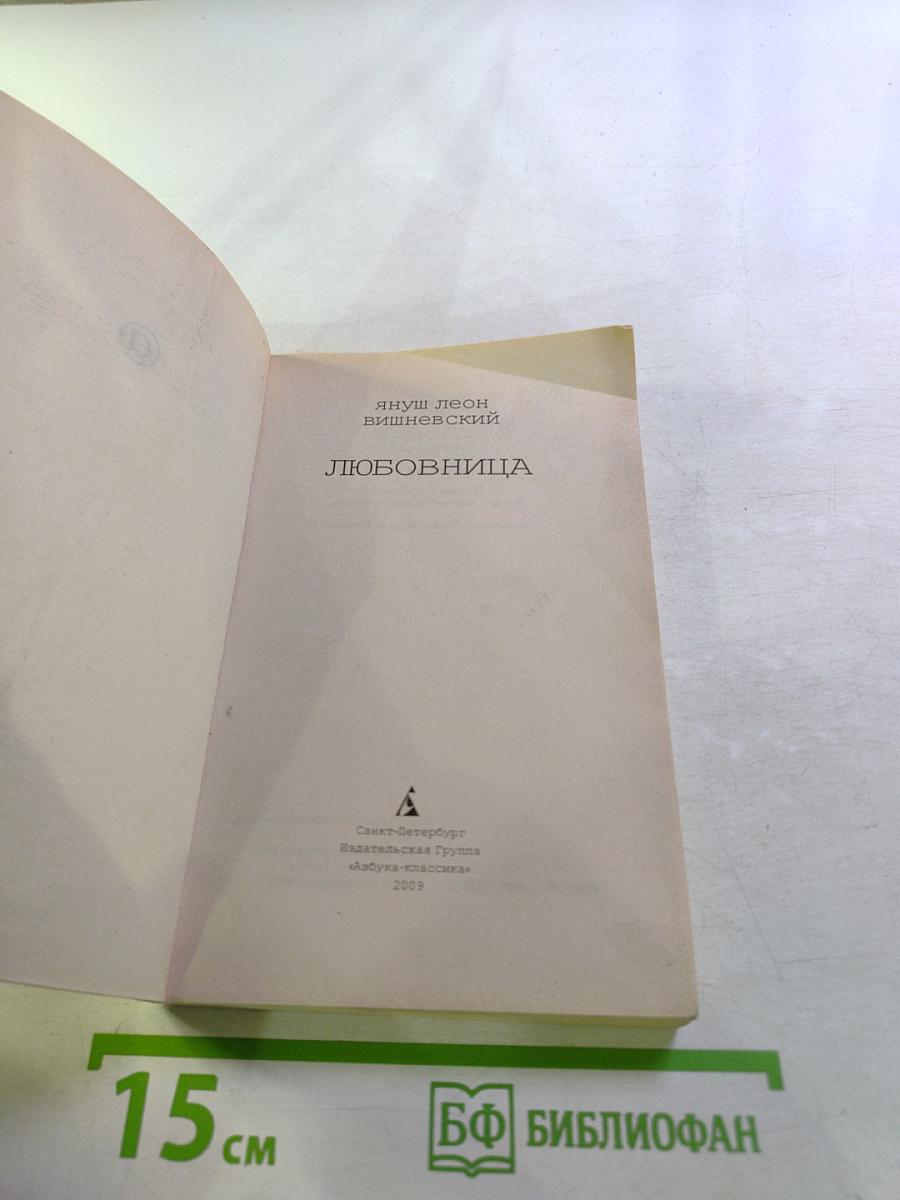 януш леон
вишневский
ЛЮБОВНИЦА
Санкт-Петербург
Издательская Группа
«Азбука-классика»
2009
15 см
БФ БИБЛИОФАН